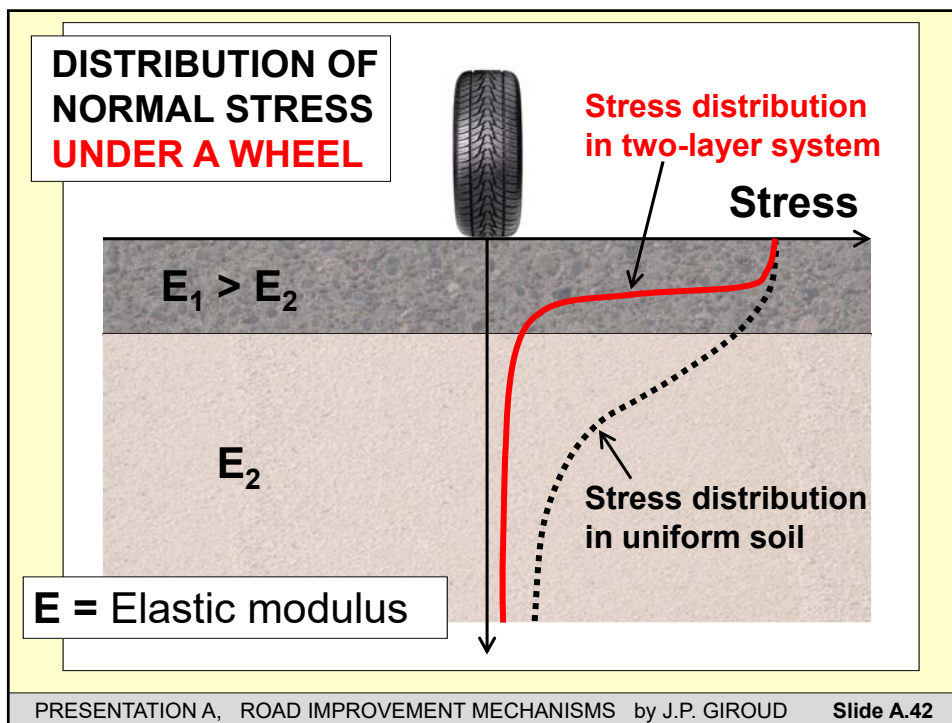 DISTRIBUTION OF
NORMAL STRESS
UNDER A WHEEL
Stress distribution
in two-layer system
Stress
E₁ > E₂
E₂
Stress distribution
in uniform soil
E = Elastic modulus
PRESENTATION A, ROAD IMPROVEMENT MECHANISMS by J.P. GIROUD Slide A.42